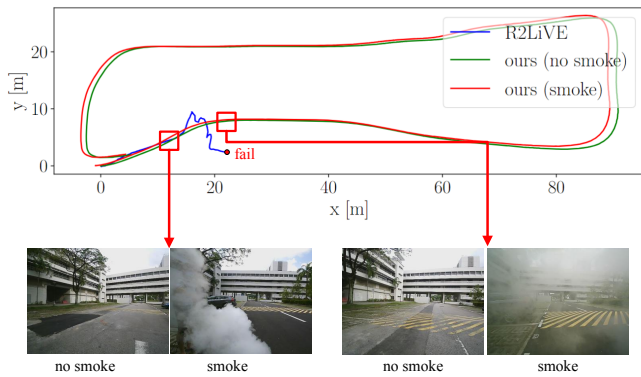 R2LiVE
ours (no smoke)
ours (smoke)
y [m]
20
10
0
fail
0
20
40
60
80
x [m]
no smoke
smoke
no smoke
smoke